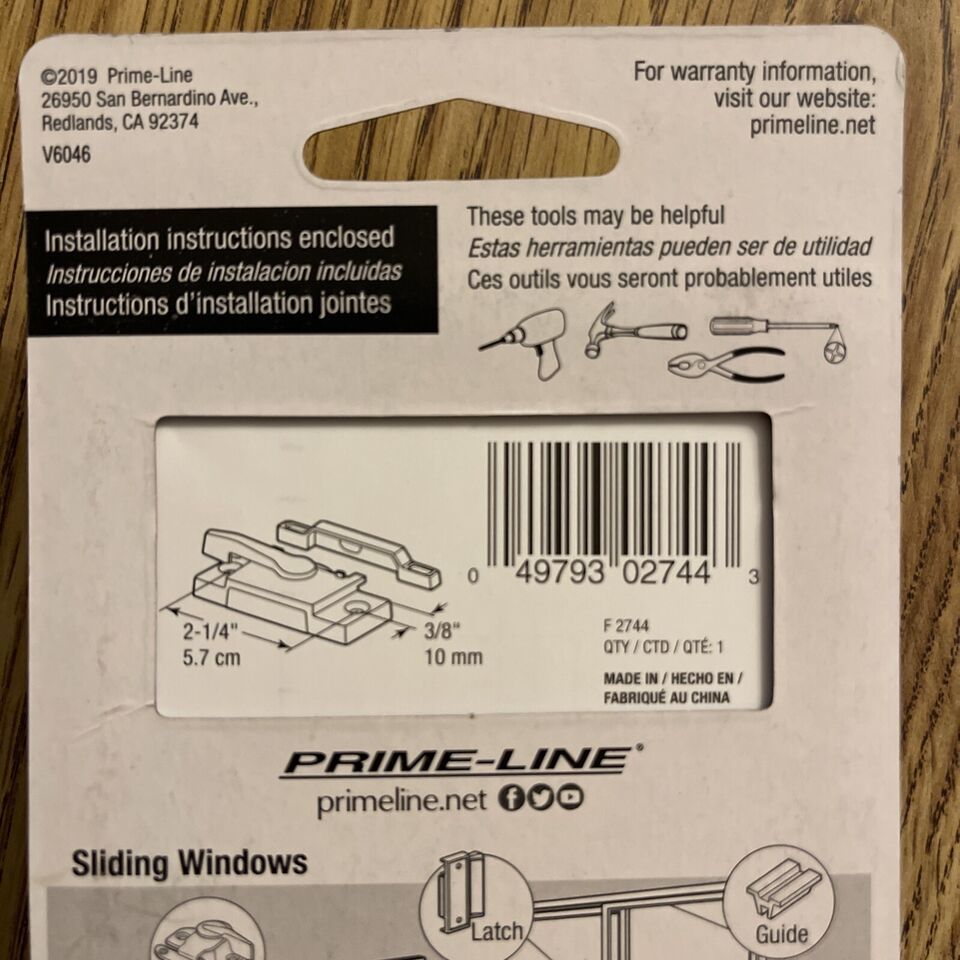 ©2019 Prime-Line
26950 San Bernardino Ave.,
Redlands, CA 92374
V6046
For warranty information,
visit our website:
primeline.net
Installation instructions enclosed
Instrucciones de instalacion incluidas
Instructions d'installation jointes
These tools may be helpful
Estas herramientas pueden ser de utilidad
Ces outils vous seront probablement utiles
2-1/4"
5.7 cm
3/8"
10 mm
0 49793 02744 3
F 2744
QTY / CTD / QTÉ: 1
MADE IN / HECHO EN /
FABRIQUÉ AU CHINA
PRIME-LINE®
primeline.net
Sliding Windows
Latch
Guide